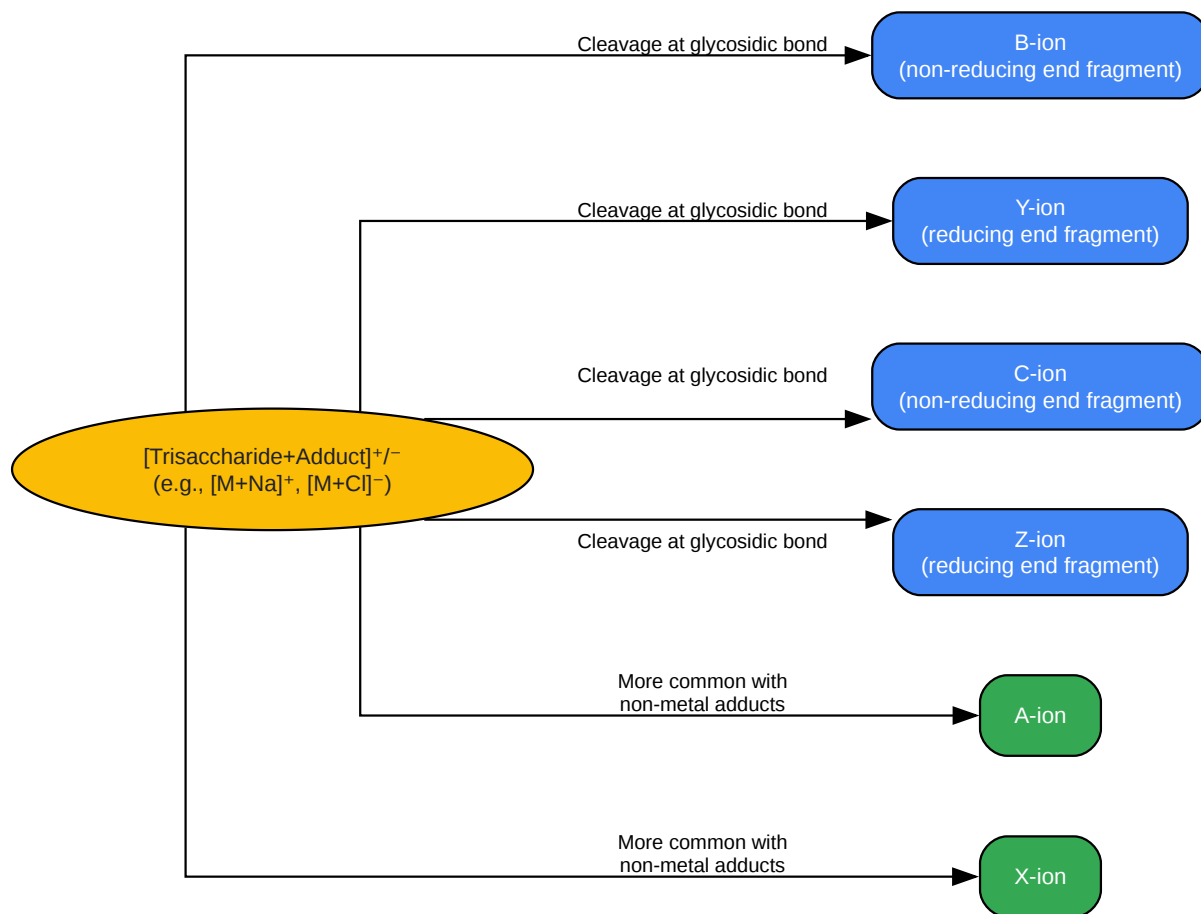 Cleavage at glycosidic bond
B-ion
(non-reducing end fragment)
Cleavage at glycosidic bond
Y-ion
(reducing end fragment)
Cleavage at glycosidic bond
C-ion
(non-reducing end fragment)
[Trisaccharide+Adduct]⁺/⁻
(e.g., [M+Na]⁺, [M+Cl]⁻)
Cleavage at glycosidic bond
Z-ion
(reducing end fragment)
More common with
non-metal adducts
A-ion
More common with
non-metal adducts
X-ion